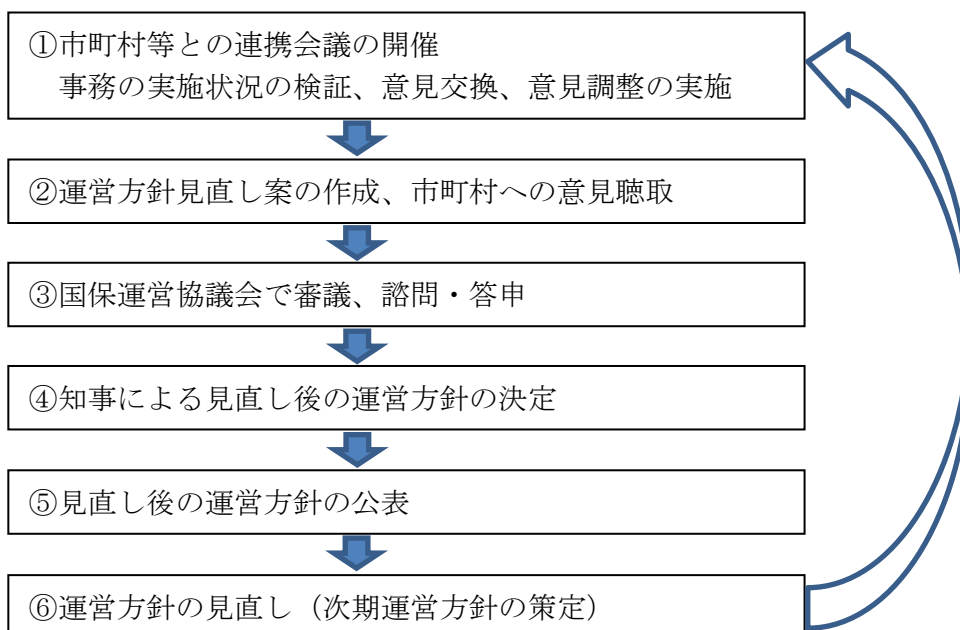 ①市町村等との連携会議の開催
事務の実施状況の検証、意見交換、意見調整の実施
②運営方針見直し案の作成、市町村への意見聴取
③国保運営協議会で審議、諮問・答申
④知事による見直し後の運営方針の決定
⑤見直し後の運営方針の公表
⑥運営方針の見直し（次期運営方針の策定）